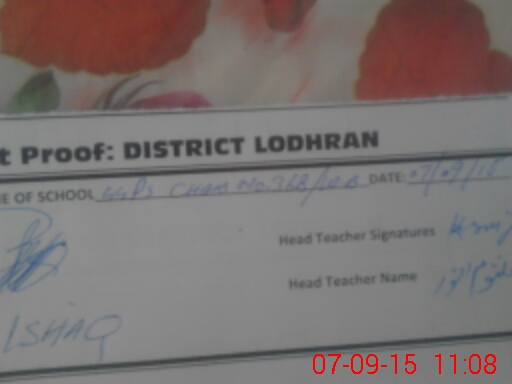 t Proof: DISTRICT LODHRAN
E OF SCHOOL GGPS CHAK NO. 368/10-B DATE: 07/09/15
Head Teacher Signatures
Head Teacher Name
ISHAQ
07-09-15 11:08